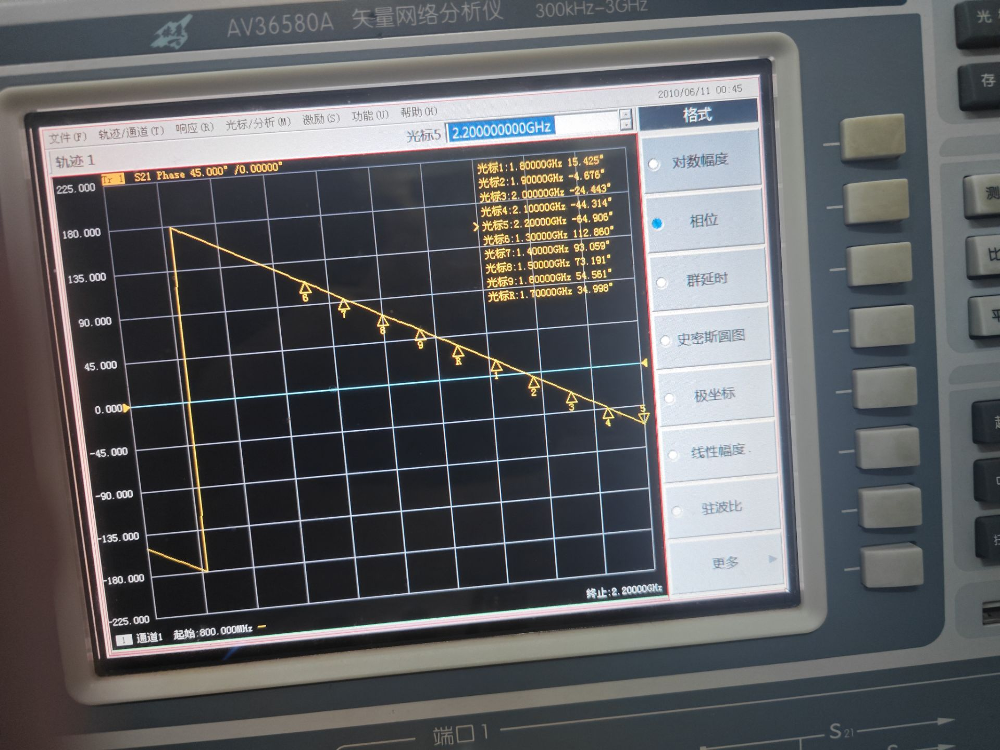 AV36580A 矢量网络分析仪 300kHz-3GHz
2010/06/11 00:45
文件(F) 轨迹/通道(T) 响应(R) 光标/分析(M) 激励(S) 功能(U) 帮助(H)
光标5 2.200000000GHz
轨迹 1
Tr 1 S21 Phase 45.000° /0.00000°
225.000
180.000
135.000
90.000
45.000
0.000
-45.000
-90.000
-135.000
-180.000
-225.000
光标1:1.80000GHz 15.425°
光标2:1.90000GHz -4.676°
光标3:2.00000GHz -24.443°
光标4:2.10000GHz -44.314°
>光标5:2.20000GHz -64.906°
光标6:1.30000GHz 112.860°
光标7:1.40000GHz 93.059°
光标8:1.50000GHz 73.191°
光标9:1.60000GHz 54.561°
光标R:1.70000GHz 34.998°
6
7
8
9
R
1
2
3
4
5
1 通道1 起始:800.000MHz
终止:2.20000GHz
格式
对数幅度
相位
群延时
史密斯圆图
极坐标
线性幅度
驻波比
更多
光
存
测
比
平
端口 1
S21